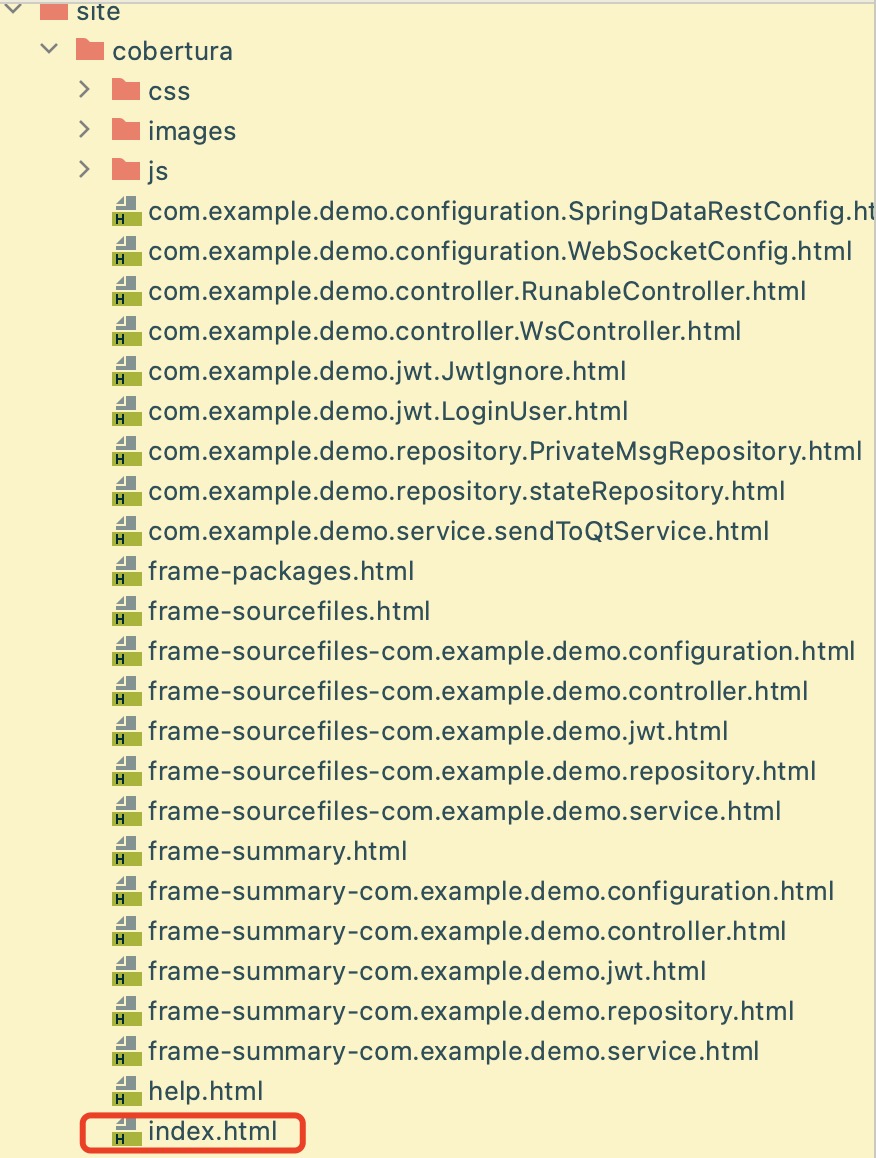 site
cobertura
css
images
js
com.example.demo.configuration.SpringDataRestConfig.ht
com.example.demo.configuration.WebSocketConfig.html
com.example.demo.controller.RunableController.html
com.example.demo.controller.WsController.html
com.example.demo.jwt.JwtIgnore.html
com.example.demo.jwt.LoginUser.html
com.example.demo.repository.PrivateMsgRepository.html
com.example.demo.repository.stateRepository.html
com.example.demo.service.sendToQtService.html
frame-packages.html
frame-sourcefiles.html
frame-sourcefiles-com.example.demo.configuration.html
frame-sourcefiles-com.example.demo.controller.html
frame-sourcefiles-com.example.demo.jwt.html
frame-sourcefiles-com.example.demo.repository.html
frame-sourcefiles-com.example.demo.service.html
frame-summary.html
frame-summary-com.example.demo.configuration.html
frame-summary-com.example.demo.controller.html
frame-summary-com.example.demo.jwt.html
frame-summary-com.example.demo.repository.html
frame-summary-com.example.demo.service.html
help.html
index.html